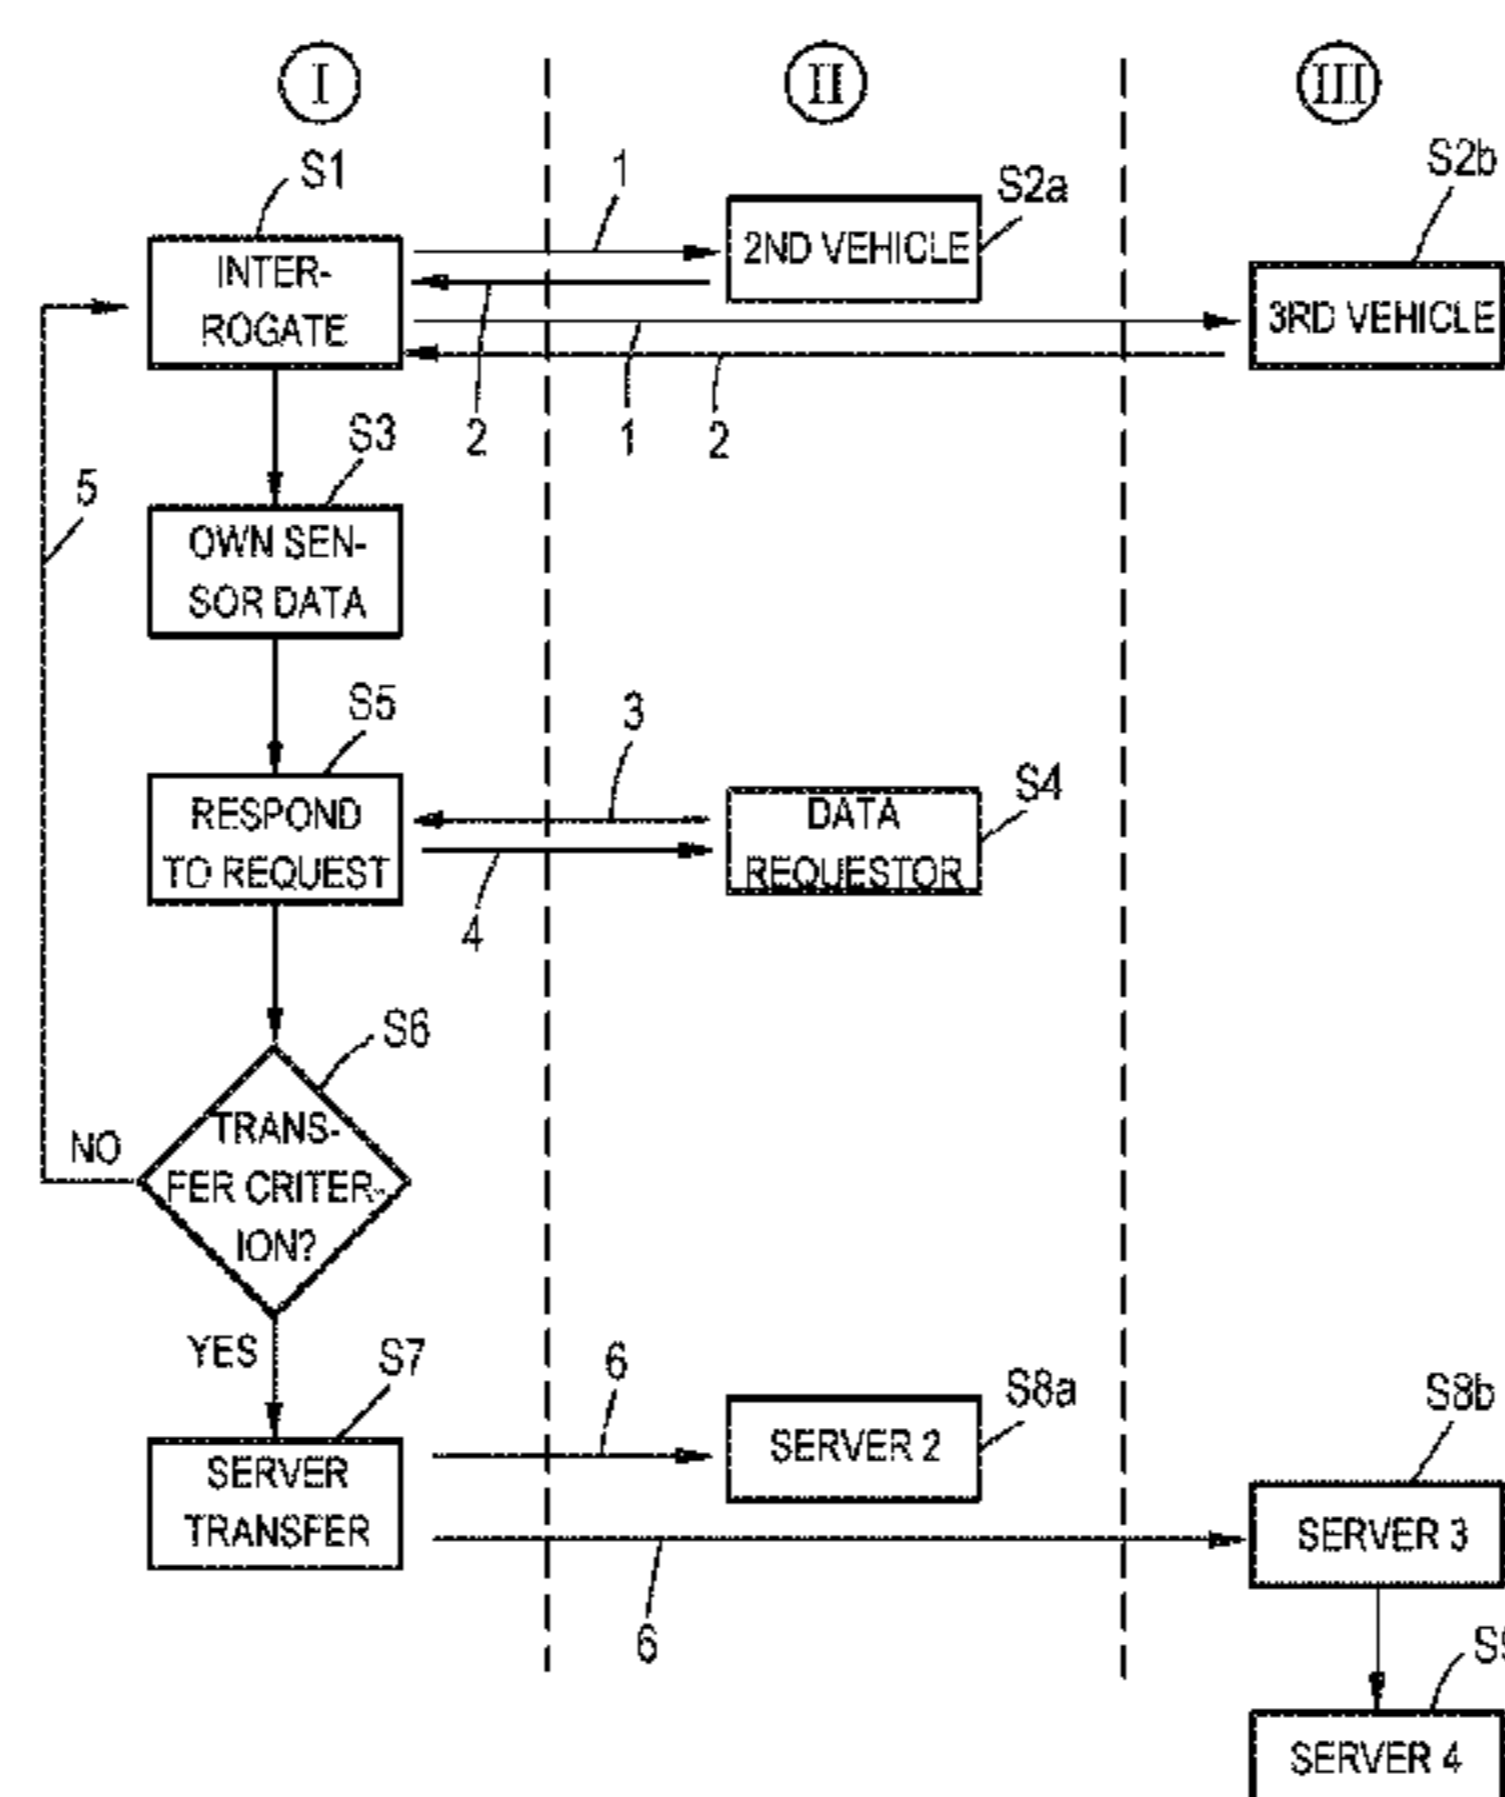 I
II
III
S1
1
S2a
S2b
INTER-
ROGATE
2ND VEHICLE
3RD VEHICLE
2
1
2
5
S3
OWN SEN-
SOR DATA
S5
3
S4
RESPOND
TO REQUEST
DATA
REQUESTOR
4
S6
NO
TRANS-
FER CRITER-
ION?
YES
S7
6
S8a
S8b
SERVER
TRANSFER
SERVER 2
SERVER 3
6
SERVER 4